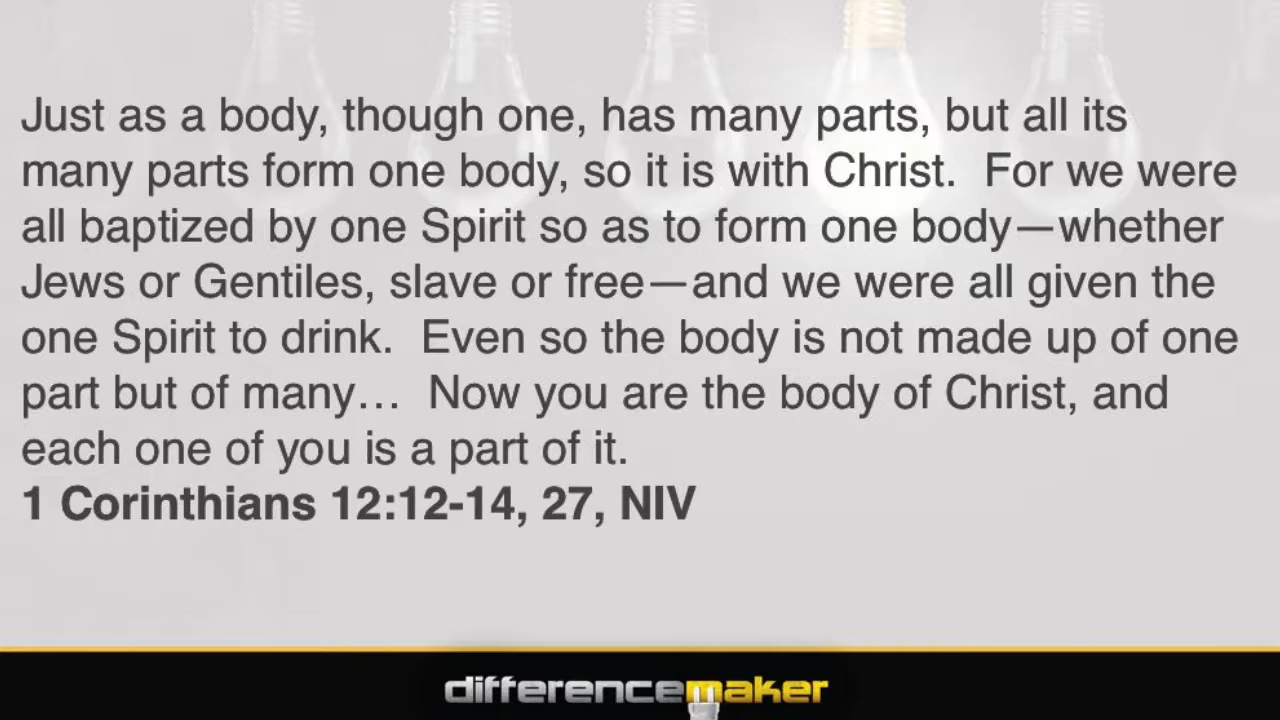 Just as a body, though one, has many parts, but all its
many parts form one body, so it is with Christ.  For we were
all baptized by one Spirit so as to form one body—whether
Jews or Gentiles, slave or free—and we were all given the
one Spirit to drink.  Even so the body is not made up of one
part but of many…  Now you are the body of Christ, and
each one of you is a part of it.
1 Corinthians 12:12-14, 27, NIV
differencemaker